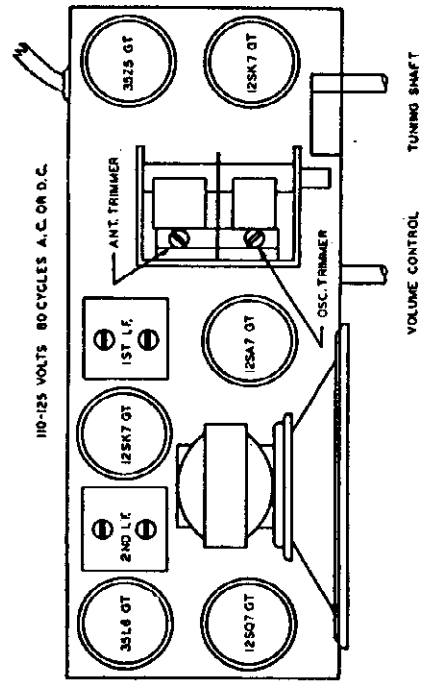 110-125 VOLTS 80 CYCLES A.C. OR D.C.
35L6 GT
2ND I.F.
12SK7 GT
1ST I.F.
ANT. TRIMMER
35Z5 GT
12SQ7 GT
12SA7 GT
OSC. TRIMMER
12SK7 GT
VOLUME CONTROL
TUNING SHAFT